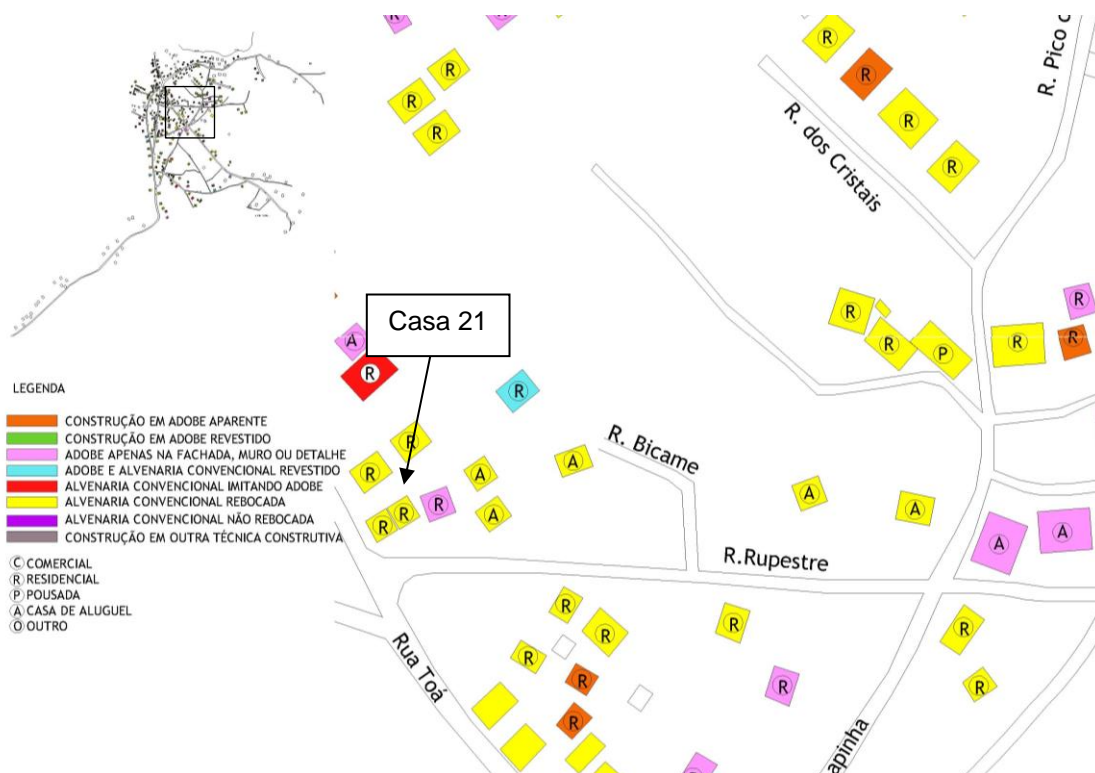 R
R
R
R
R
R
R
R
R. dos Cristais
R. Pico
R
R
R
P
R
R
Casa 21
A
R
R
LEGENDA
CONSTRUÇÃO EM ADOBE APARENTE
CONSTRUÇÃO EM ADOBE REVESTIDO
ADOBE APENAS NA FACHADA, MURO OU DETALHE
ADOBE E ALVENARIA CONVENCIONAL REVESTIDO
ALVENARIA CONVENCIONAL IMITANDO ADOBE
ALVENARIA CONVENCIONAL REBOCADA
ALVENARIA CONVENCIONAL NÃO REBOCADA
CONSTRUÇÃO EM OUTRA TÉCNICA CONSTRUTIVA
C COMERCIAL
R RESIDENCIAL
P POUSADA
A CASA DE ALUGUEL
O OUTRO
R
R
A
A
R. Bicame
R
R
R
A
A
A
A
A
R.Rupestre
R
R
R
R
R
R
Rua Toá
R
R
R
R
apinha